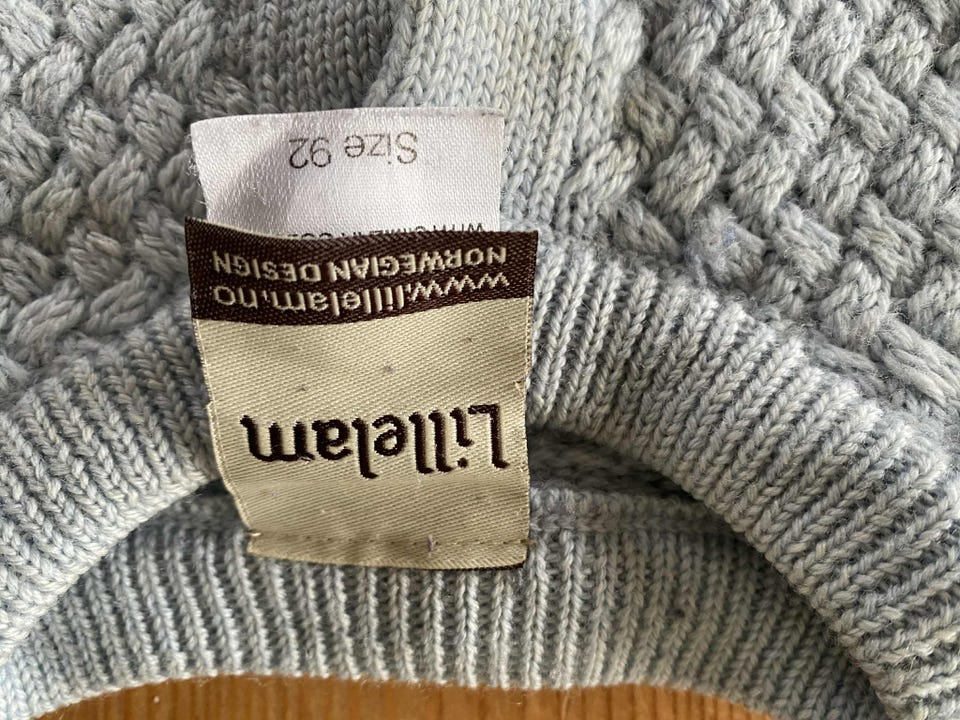 Lillelam
NORWEGIAN DESIGN
www.lillelam.no
Size 92